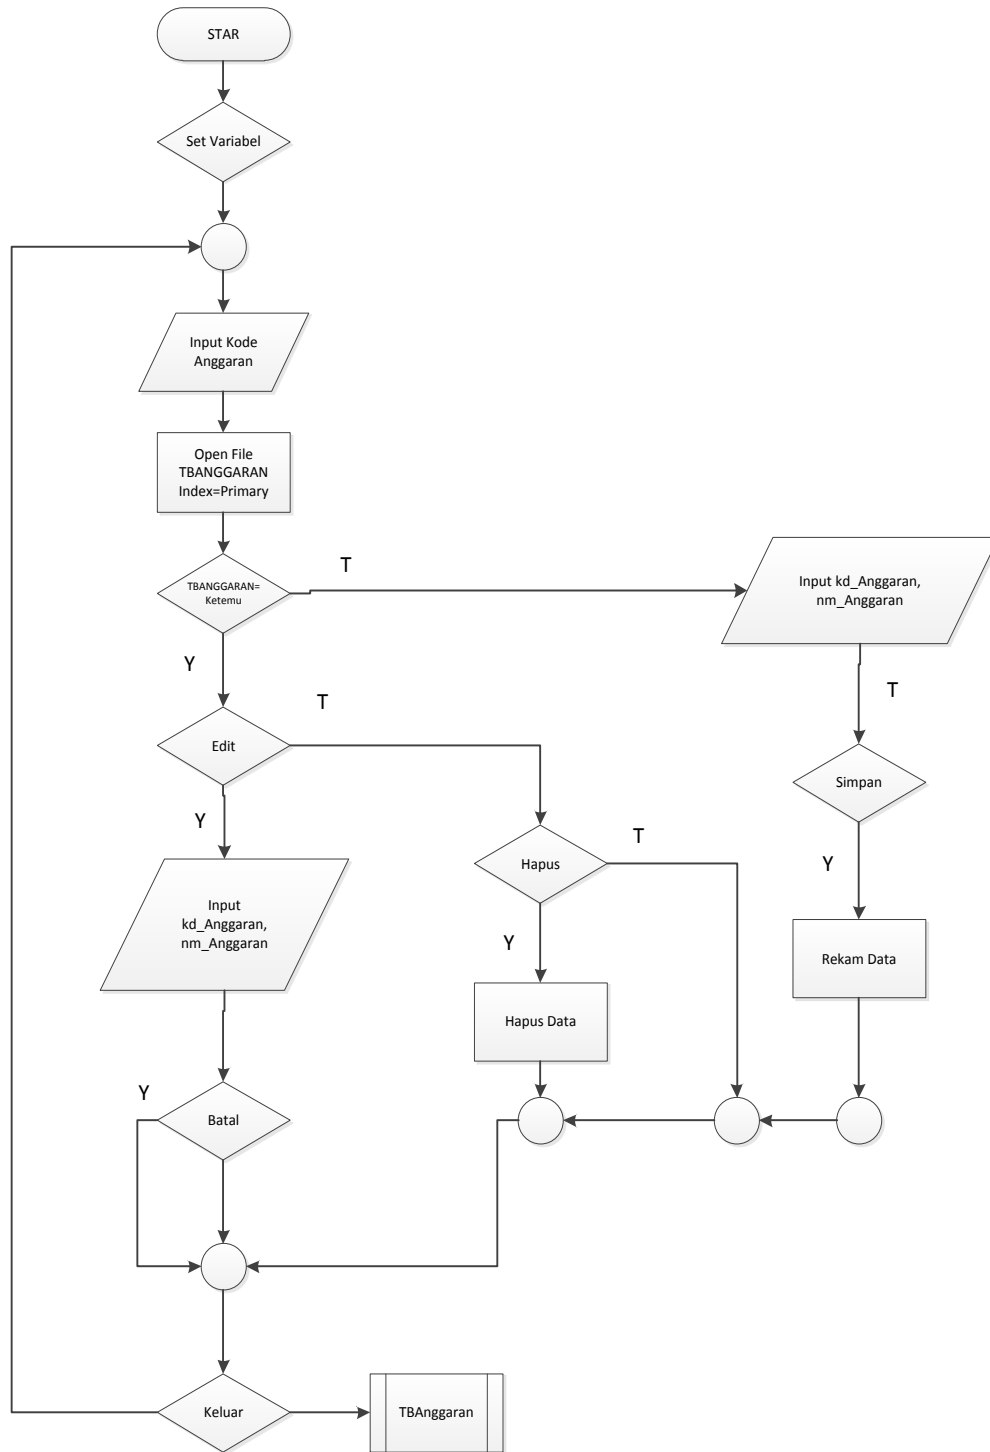 STAR
Set Variabel
Input Kode
Anggaran
Open File
TBANGGARAN
Index=Primary
TBANGGARAN=
Ketemu
T
Input kd_Anggaran,
nm_Anggaran
Y
T
T
Edit
Simpan
Y
T
Hapus
Y
Input
kd_Anggaran,
nm_Anggaran
Y
Rekam Data
Hapus Data
Y
Batal
Keluar
TBAnggaran